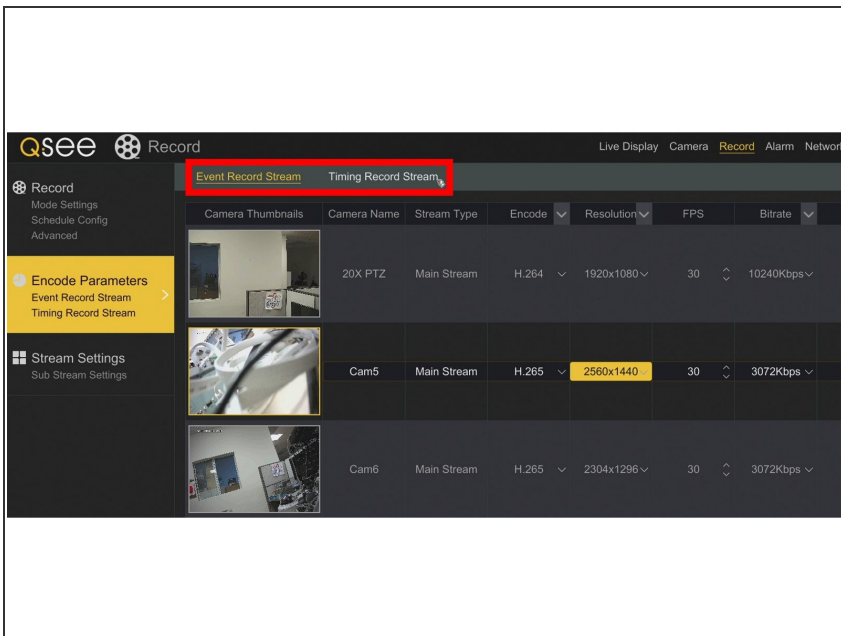 Qsee Record
Live Display Camera Record Alarm Network
Event Record Stream Timing Record Stream
Record
Mode Settings
Schedule Config
Advanced
Encode Parameters
Event Record Stream
Timing Record Stream
Stream Settings
Sub Stream Settings
Camera Thumbnails Camera Name Stream Type Encode Resolution FPS Bitrate
20X PTZ Main Stream H.264 1920x1080 30 10240Kbps
Cam5 Main Stream H.265 2560x1440 30 3072Kbps
Cam6 Main Stream H.265 2304x1296 30 3072Kbps